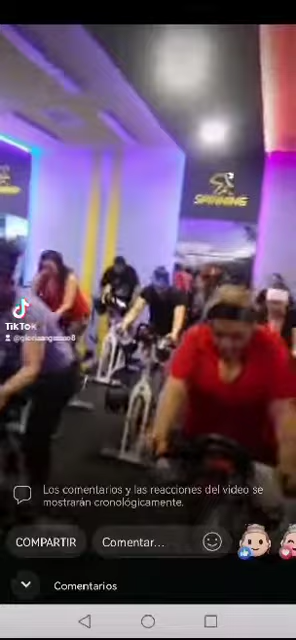 SPINNING
TikTok
Los comentarios y las reacciones del video se
mostrarán cronológicamente.
COMPARTIR
Comentar...
Comentarios